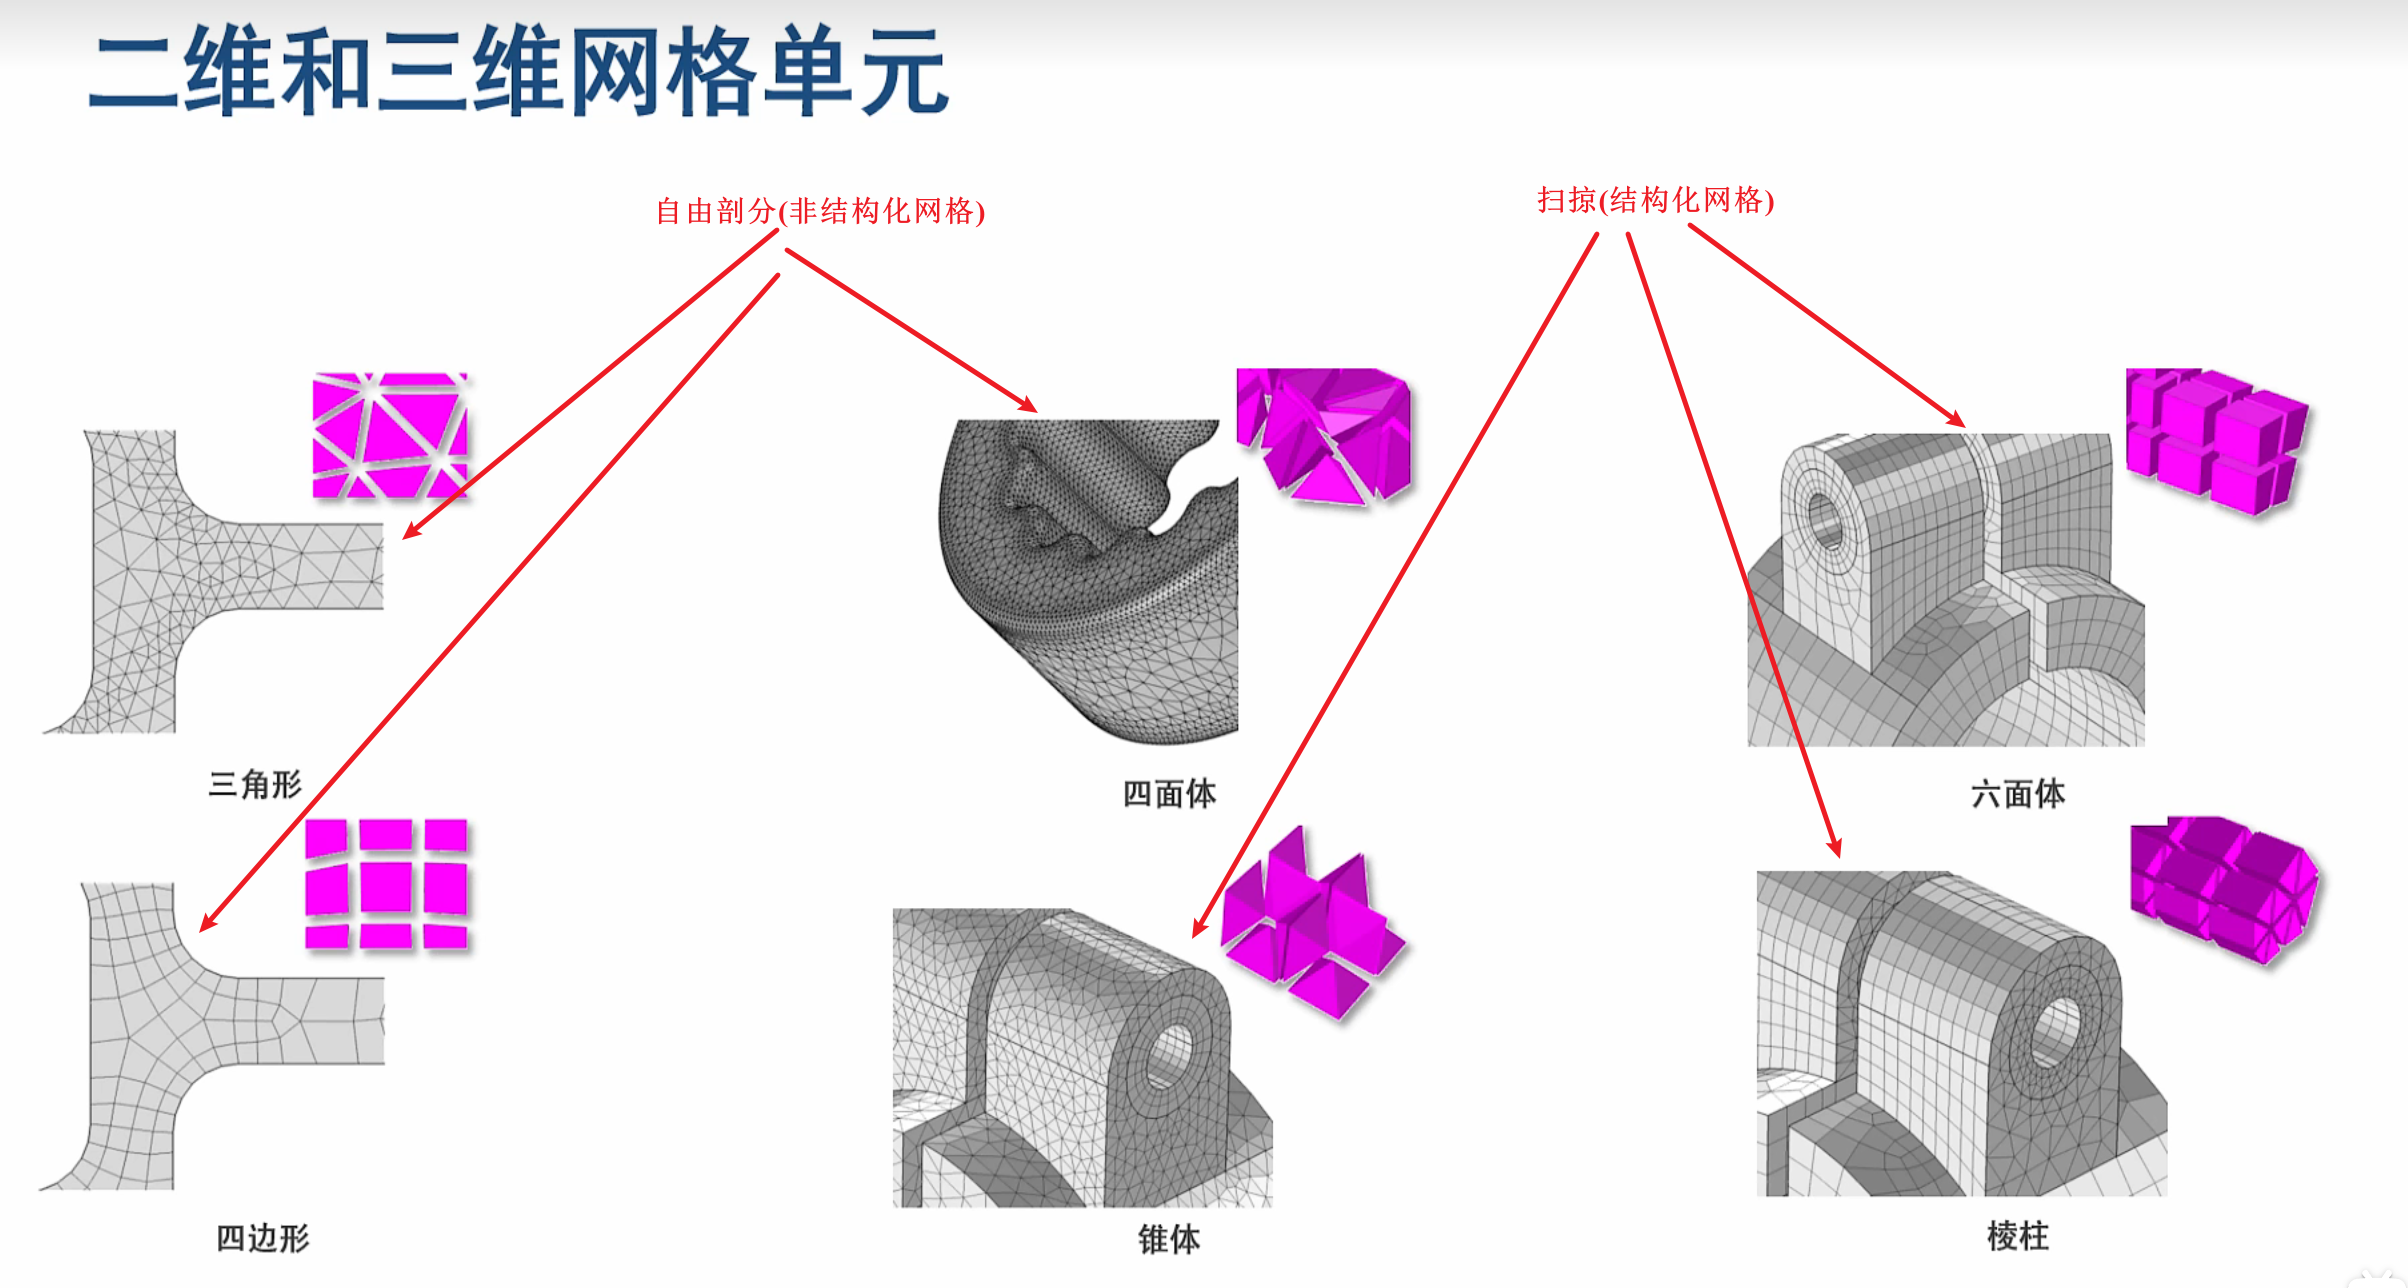 二维和三维网格单元
自由剖分(非结构化网格)
扫掠(结构化网格)
三角形
四面体
六面体
四边形
锥体
棱柱